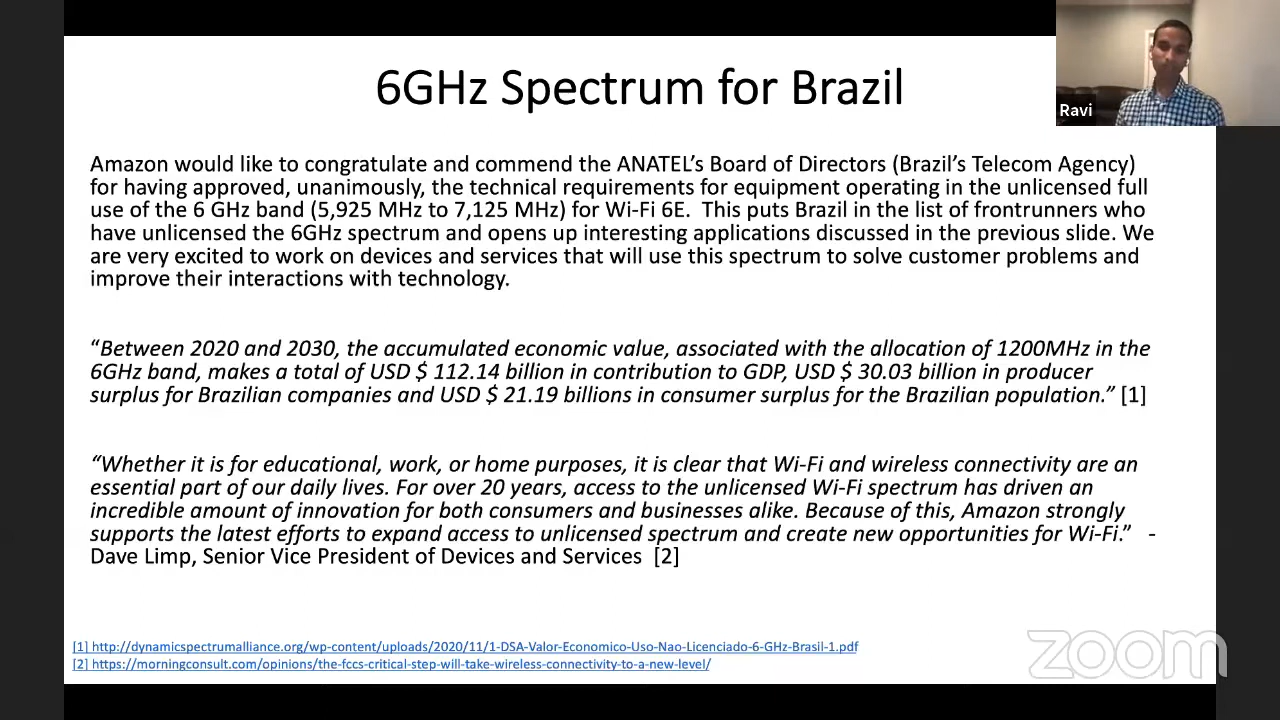 6GHz Spectrum for Brazil
Ravi
Amazon would like to congratulate and commend the ANATEL’s Board of Directors (Brazil’s Telecom Agency)
for having approved, unanimously, the technical requirements for equipment operating in the unlicensed full
use of the 6 GHz band (5,925 MHz to 7,125 MHz) for Wi-Fi 6E.  This puts Brazil in the list of frontrunners who
have unlicensed the 6GHz spectrum and opens up interesting applications discussed in the previous slide. We
are very excited to work on devices and services that will use this spectrum to solve customer problems and
improve their interactions with technology.
“Between 2020 and 2030, the accumulated economic value, associated with the allocation of 1200MHz in the
6GHz band, makes a total of USD $ 112.14 billion in contribution to GDP, USD $ 30.03 billion in producer
surplus for Brazilian companies and USD $ 21.19 billions in consumer surplus for the Brazilian population.” [1]
“Whether it is for educational, work, or home purposes, it is clear that Wi-Fi and wireless connectivity are an
essential part of our daily lives. For over 20 years, access to the unlicensed Wi-Fi spectrum has driven an
incredible amount of innovation for both consumers and businesses alike. Because of this, Amazon strongly
supports the latest efforts to expand access to unlicensed spectrum and create new opportunities for Wi-Fi.”   -
Dave Limp, Senior Vice President of Devices and Services  [2]
[1] http://dynamicspectrumalliance.org/wp-content/uploads/2020/11/1-DSA-Valor-Economico-Uso-Nao-Licenciado-6-GHz-Brasil-1.pdf
[2] https://morningconsult.com/opinions/the-fccs-critical-step-will-take-wireless-connectivity-to-a-new-level/
zoom